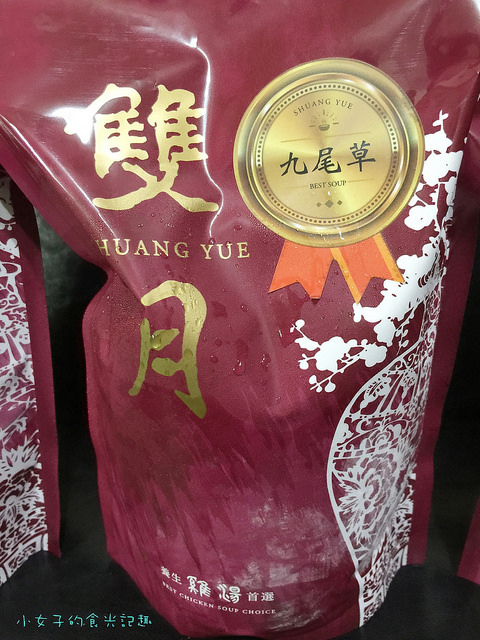 雙月
SHUANG YUE
SHUANG YUE
九尾草
BEST SOUP
養生雞湯首選
BEST CHICKEN SOUP CHOICE
小女子的食光記趣